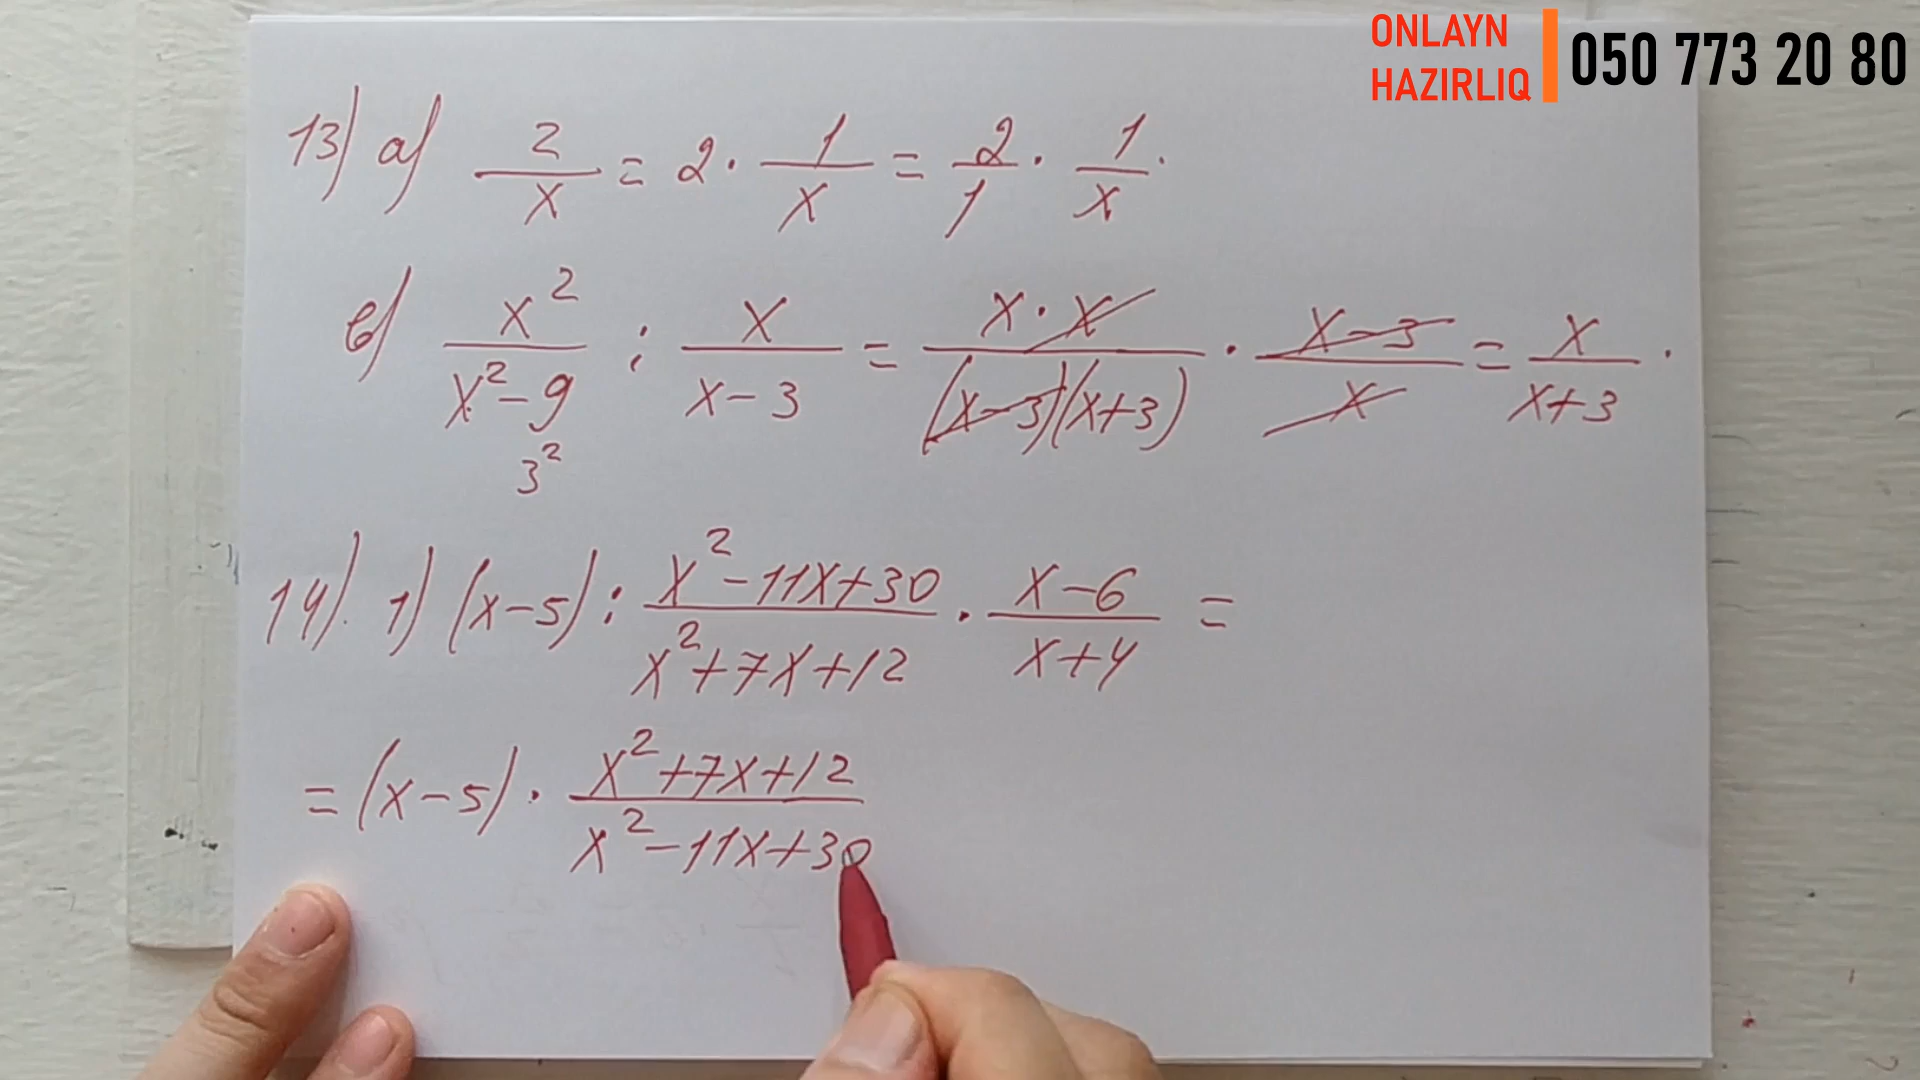 ONLAYN
HAZIRLIQ
050 773 20 80
13) a) 2/x = 2 · 1/x = 2/1 · 1/x.
в) x²/(x²-9) : x/(x-3) = (x·x)/((x-3)(x+3)) · (x-3)/x = x/(x+3).
3²
14). 1) (x-5) : (x²-11x+30)/(x²+7x+12) · (x-6)/(x+4) =
= (x-5) · (x²+7x+12)/(x²-11x+30)